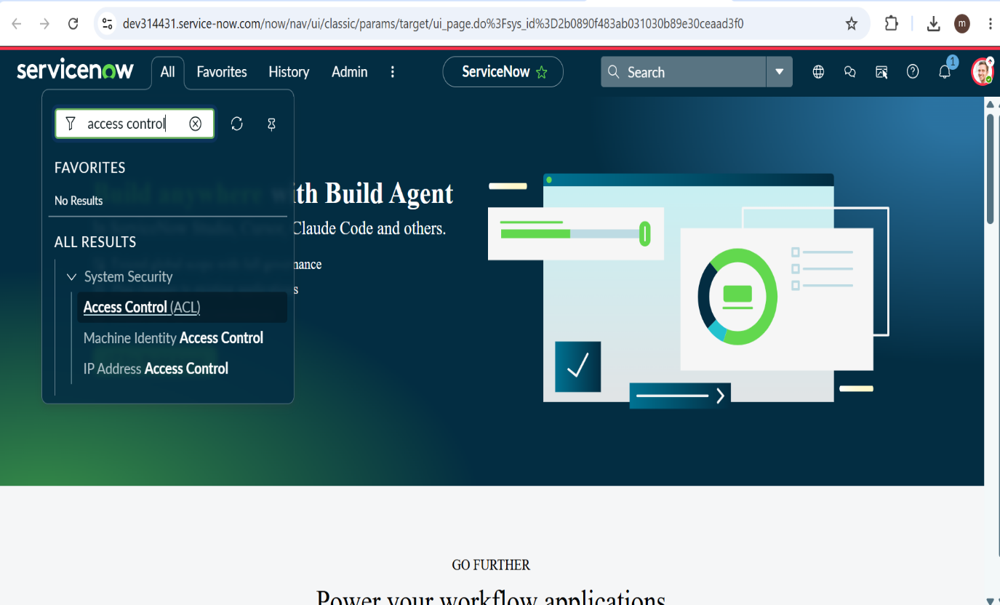 dev314431.service-now.com/now/nav/ui/classic/params/target/ui_page.do%3Fsys_id%3D2b0890f483ab031030b89e30ceaad3f0
m
servicenow
All
Favorites
History
Admin
ServiceNow
Search
1
access control
FAVORITES
No Results
with Build Agent
Claude Code and others.
ALL RESULTS
System Security
Access Control (ACL)
Machine Identity Access Control
IP Address Access Control
GO FURTHER
Power your workflow applications